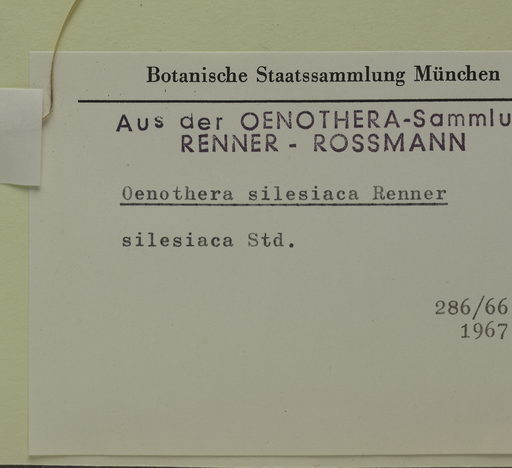 Botanische Staatssammlung München
Aus der OENOTHERA-Sammlu
RENNER - ROSSMANN
Oenothera silesiaca Renner
silesiaca Std.
286/66
1967